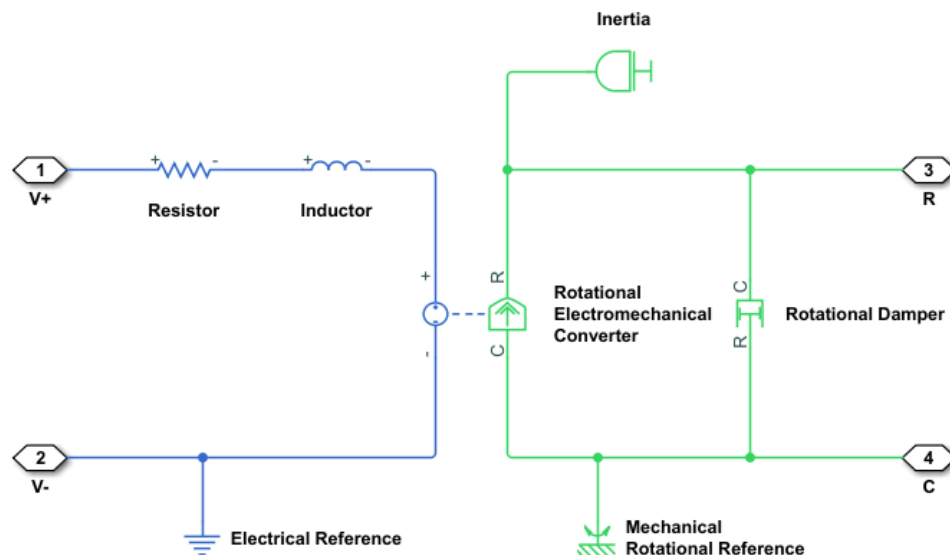 Inertia
1
V+
+
-
Resistor
+
-
Inductor
3
R
+
-
R
C
Rotational
Electromechanical
Converter
C
R
Rotational Damper
2
V-
Electrical Reference
Mechanical
Rotational Reference
4
C